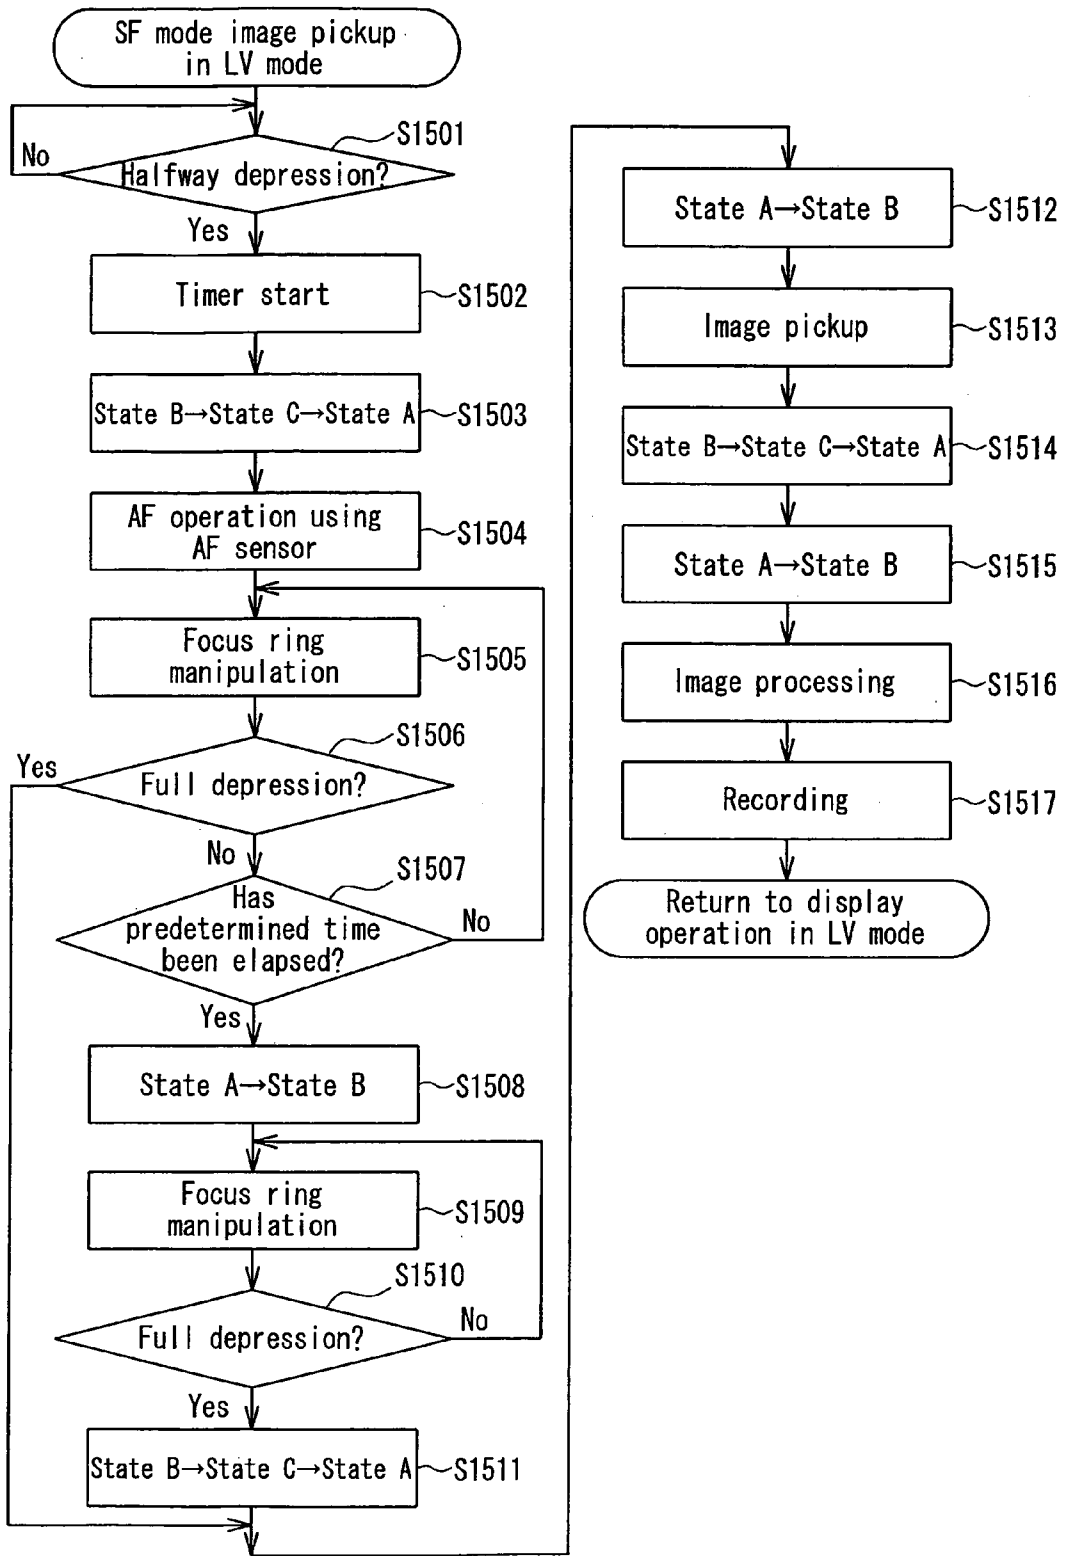 SF mode image pickup
in LV mode
S1501
No
Halfway depression?
Yes
Timer start
S1502
State B→State C→State A
S1503
AF operation using
AF sensor
S1504
Focus ring
manipulation
S1505
S1506
Yes
Full depression?
No
S1507
Has
predetermined time
been elapsed?
No
Yes
State A→State B
S1508
Focus ring
manipulation
S1509
S1510
Full depression?
No
Yes
State B→State C→State A
S1511
State A→State B
S1512
Image pickup
S1513
State B→State C→State A
S1514
State A→State B
S1515
Image processing
S1516
Recording
S1517
Return to display
operation in LV mode